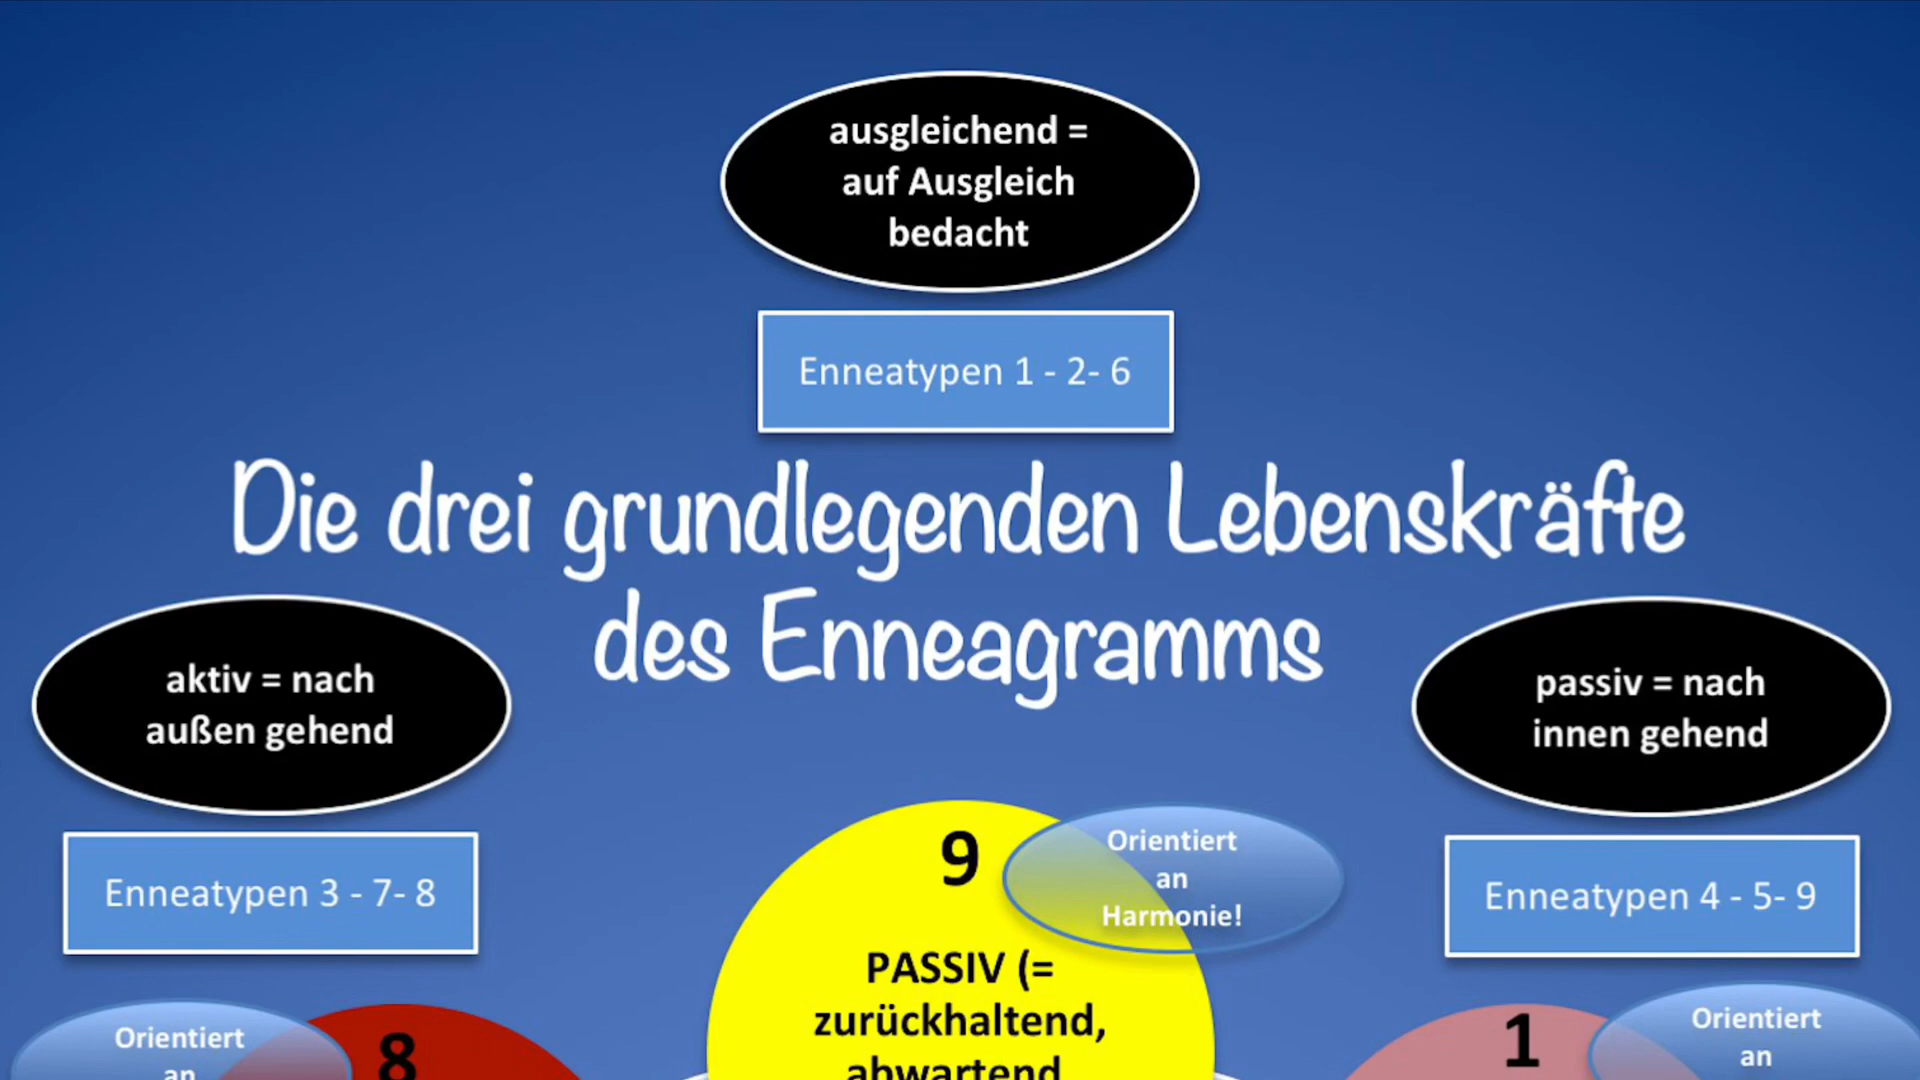 ausgleichend =
auf Ausgleich
bedacht
Enneatypen 1 - 2- 6
Die drei grundlegenden Lebenskräfte
des Enneagramms
aktiv = nach
außen gehend
Enneatypen 3 - 7- 8
passiv = nach
innen gehend
Enneatypen 4 - 5- 9
9
Orientiert
an
Harmonie!
PASSIV (=
zurückhaltend,
abwartend
Orientiert
an
8
1
Orientiert
an